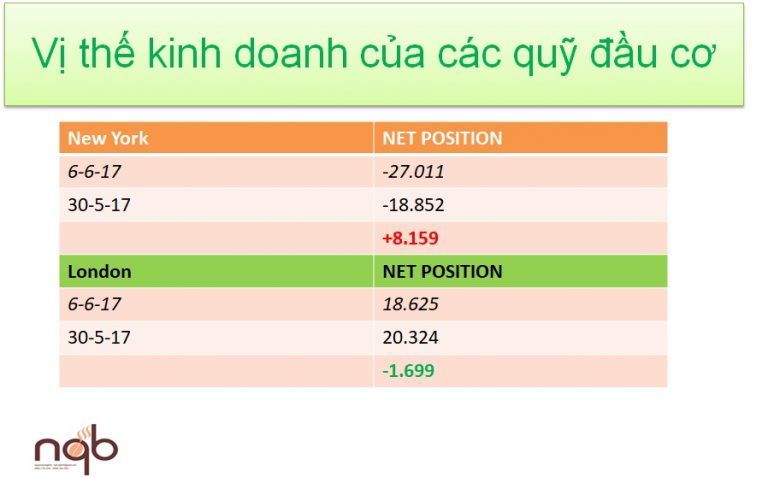 Vị thế kinh doanh của các quỹ đầu cơ
New York NET POSITION
6-6-17 -27.011
30-5-17 -18.852
+8.159
London NET POSITION
6-6-17 18.625
30-5-17 20.324
-1.699
nqb